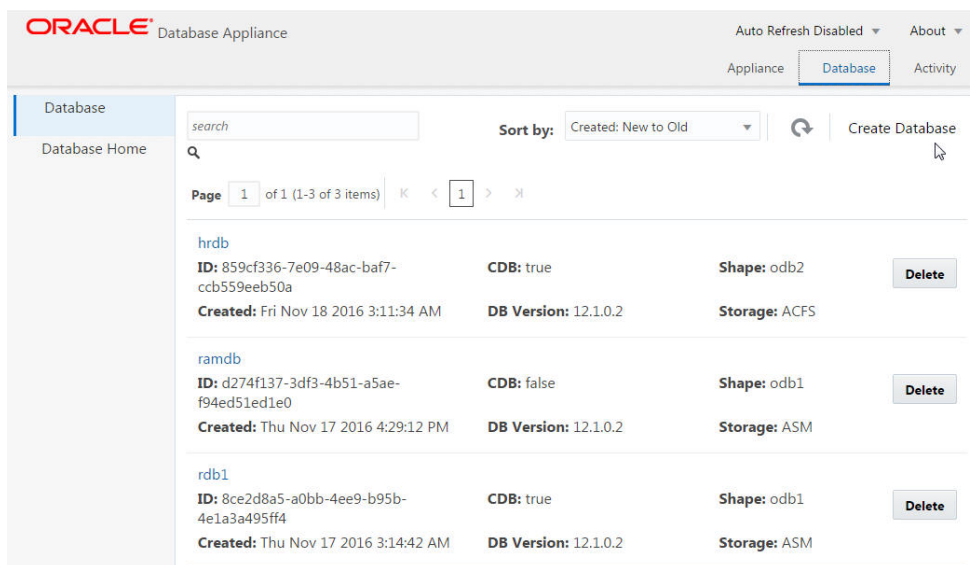 ORACLE Database Appliance
Auto Refresh Disabled About
Appliance Database Activity
Database
Database Home
search
Sort by: Created: New to Old
Create Database
Page 1 of 1 (1-3 of 3 items) 1
hrdb
ID: 859cf336-7e09-48ac-baf7-
ccb559eeb50a
CDB: true
Shape: odb2
Delete
Created: Fri Nov 18 2016 3:11:34 AM
DB Version: 12.1.0.2
Storage: ACFS
ramdb
ID: d274f137-3df3-4b51-a5ae-
f94ed51ed1e0
CDB: false
Shape: odb1
Delete
Created: Thu Nov 17 2016 4:29:12 PM
DB Version: 12.1.0.2
Storage: ASM
rdb1
ID: 8ce2d8a5-a0bb-4ee9-b95b-
4e1a3a495ff4
CDB: true
Shape: odb1
Delete
Created: Thu Nov 17 2016 3:14:42 AM
DB Version: 12.1.0.2
Storage: ASM